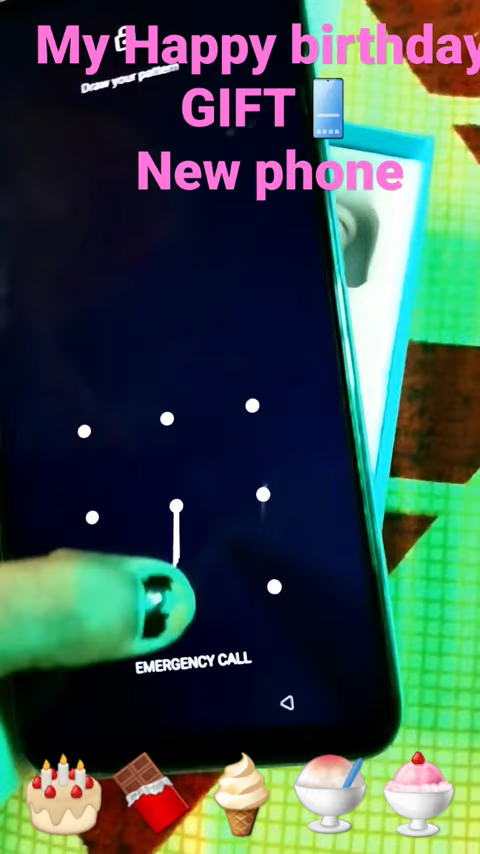 My Happy birthday
GIFT
New phone
Draw your pattern
EMERGENCY CALL